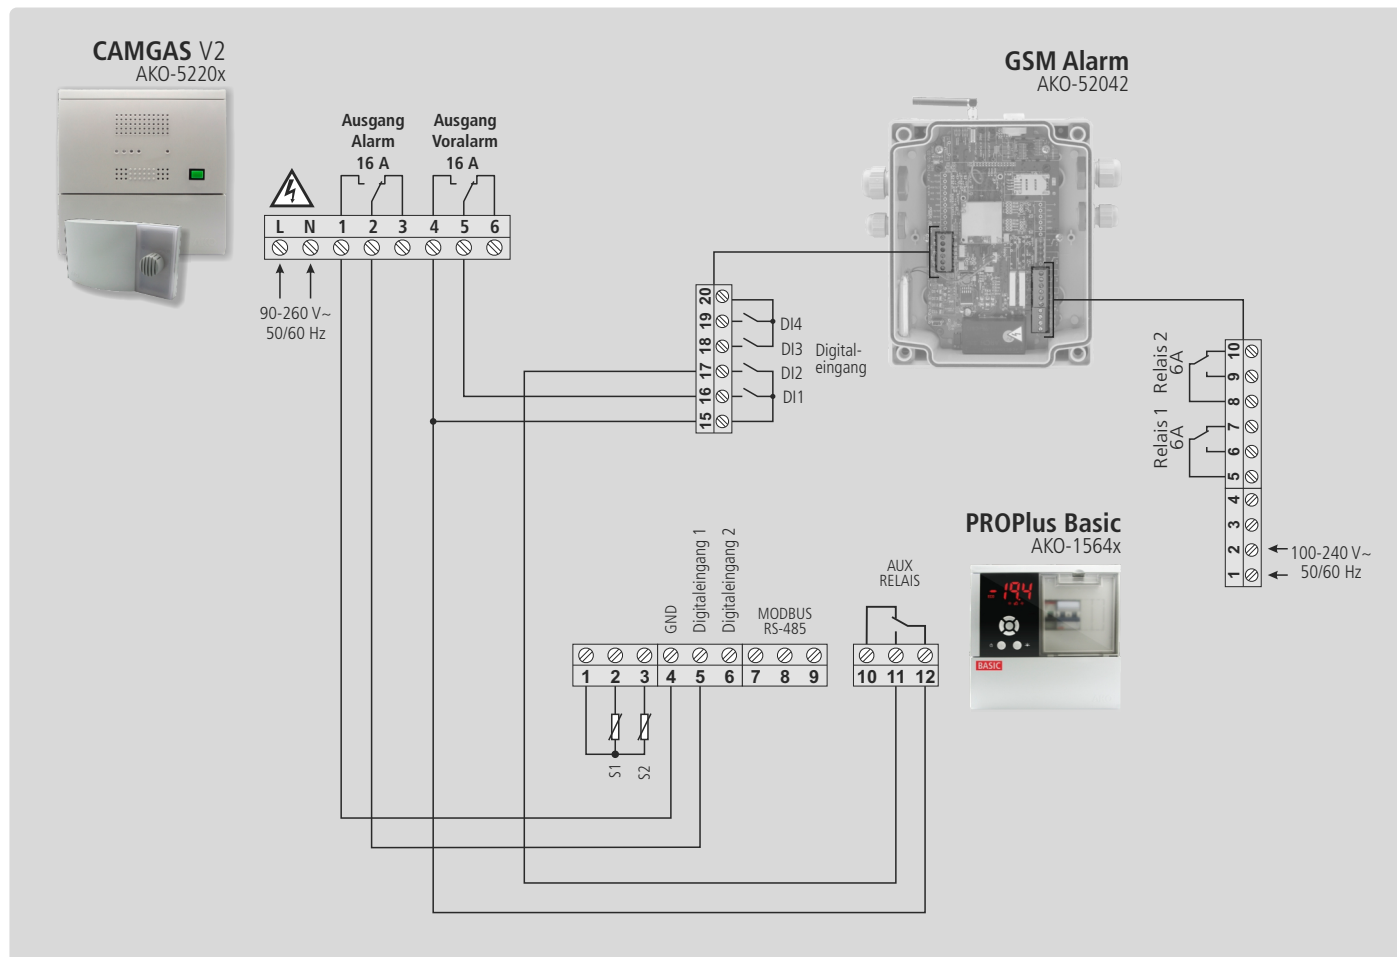 CAMGAS V2
AKO-5220x
GSM Alarm
AKO-52042
Ausgang
Alarm
16 A
Ausgang
Voralarm
16 A
L N 1 2 3 4 5 6
90-260 V~
50/60 Hz
20
19
18
17
16
15
DI4
DI3
DI2
DI1
Digital-
eingang
Relais 2
6A
Relais 1
6A
10
9
8
7
6
5
4
3
2
1
100-240 V~
50/60 Hz
PROPlus Basic
AKO-1564x
-19.4
BASIC
AUX
RELAIS
GND
Digitaleingang 1
Digitaleingang 2
MODBUS
RS-485
1 2 3 4 5 6 7 8 9
10 11 12
S1
S2